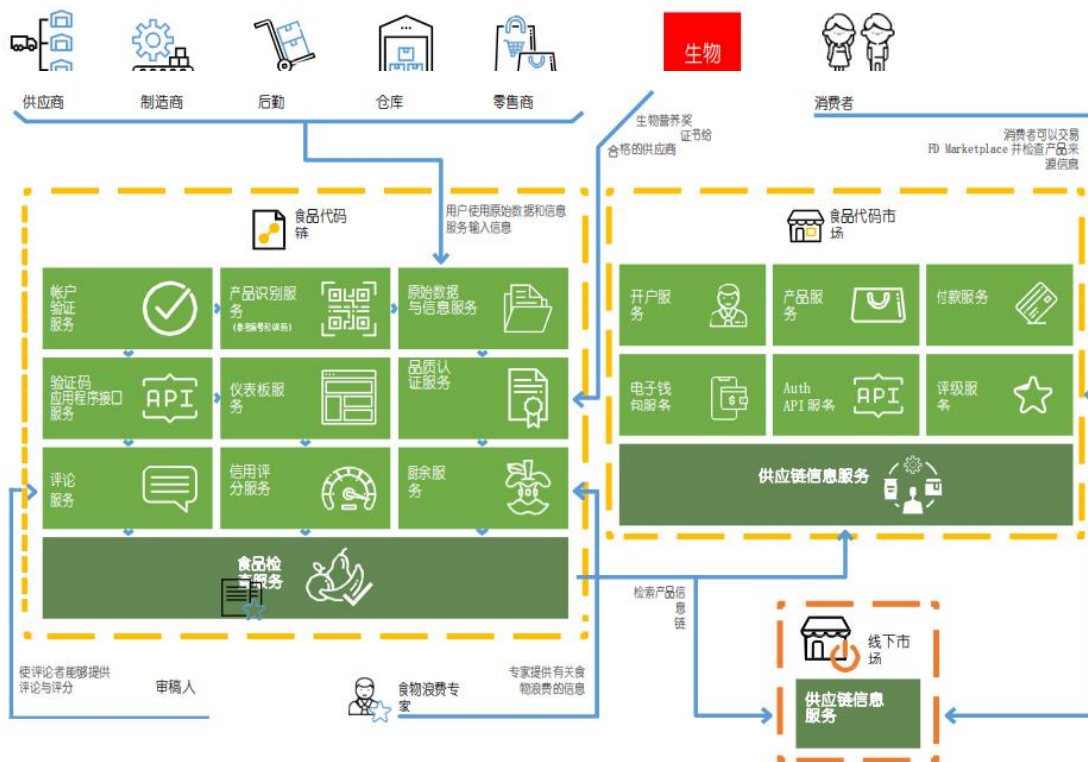 生物
供应商
制造商
后勤
仓库
零售商
消费者
生物营养奖
证书给
合格的供应商
消费者可以交易
FD Marketplace 并检查产品来
源信息
食品代码
链
用户使用原始数据和信息
服务输入信息
食品代码市
场
帐户
验证
服务
产品识别服
务
原始数据
与信息服务
验证码
应用程序接口
服务
API
仪表板服
务
品质认
证服务
评论
服务
信用评
分服务
厨余服
务
食品检
查服务
开户服
务
产品服
务
付款服务
电子钱
包服务
Auth
API 服务
API
评级服
务
供应链信息服务
检索产品信
息
链
线下市
场
供应链信息
服务
使评论者能够提供
评论与评分
审稿人
食物浪费专
家
专家提供有关食
物浪费的信息